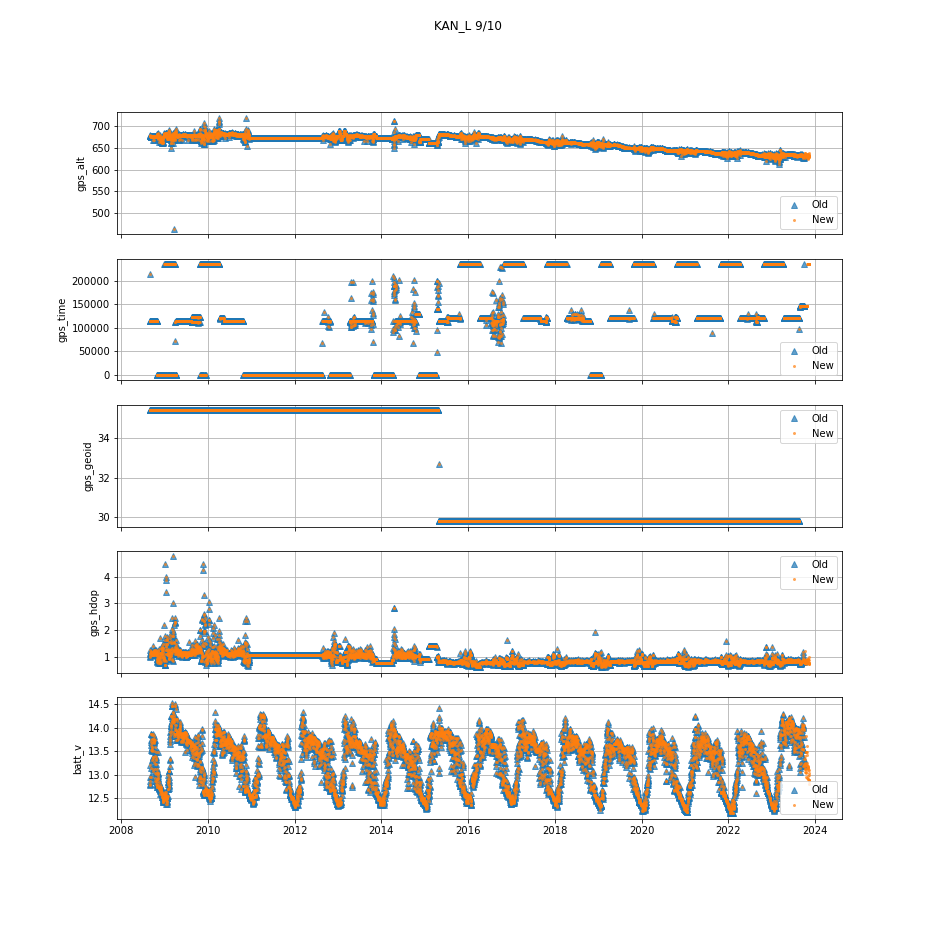 KAN_L 9/10
700
650
600
550
500
gps_alt
Old
New
200000
150000
100000
50000
0
gps_time
Old
New
34
32
30
gps_geoid
Old
New
4
3
2
1
gps_hdop
Old
New
14.5
14.0
13.5
13.0
12.5
batt_v
Old
New
2008 2010 2012 2014 2016 2018 2020 2022 2024